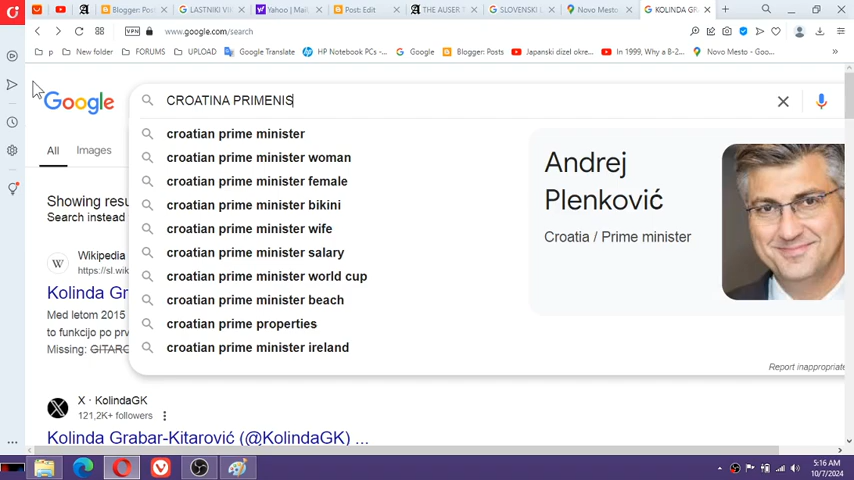 Blogger: Post
LASTNIKI VIK
Yahoo | Mail,
Post: Edit
THE AUSER T
SLOVENSKI L
Novo Mesto -
KOLINDA GR
VPN
www.google.com/search
p
New folder
FORUMS
UPLOAD
Google Translate
HP Notebook PCs -...
Google
Blogger: Posts
Japanski dizel okre...
In 1999, Why a B-2...
Novo Mesto - Goo...
Google
CROATINA PRIMENIS
croatian prime minister
croatian prime minister woman
croatian prime minister female
croatian prime minister bikini
croatian prime minister wife
croatian prime minister salary
croatian prime minister world cup
croatian prime minister beach
croatian prime properties
croatian prime minister ireland
Andrej
Plenković
Croatia / Prime minister
Report inappropriate
All
Images
Showing resu
Search instead
W
Wikipedia
https://sl.wik
Kolinda Gr
Med letom 2015
to funkcijo po prv
Missing: GITARO
X · KolindaGK
121,2K+ followers
Kolinda Grabar-Kitarović (@KolindaGK) ...
5:16 AM
10/7/2024